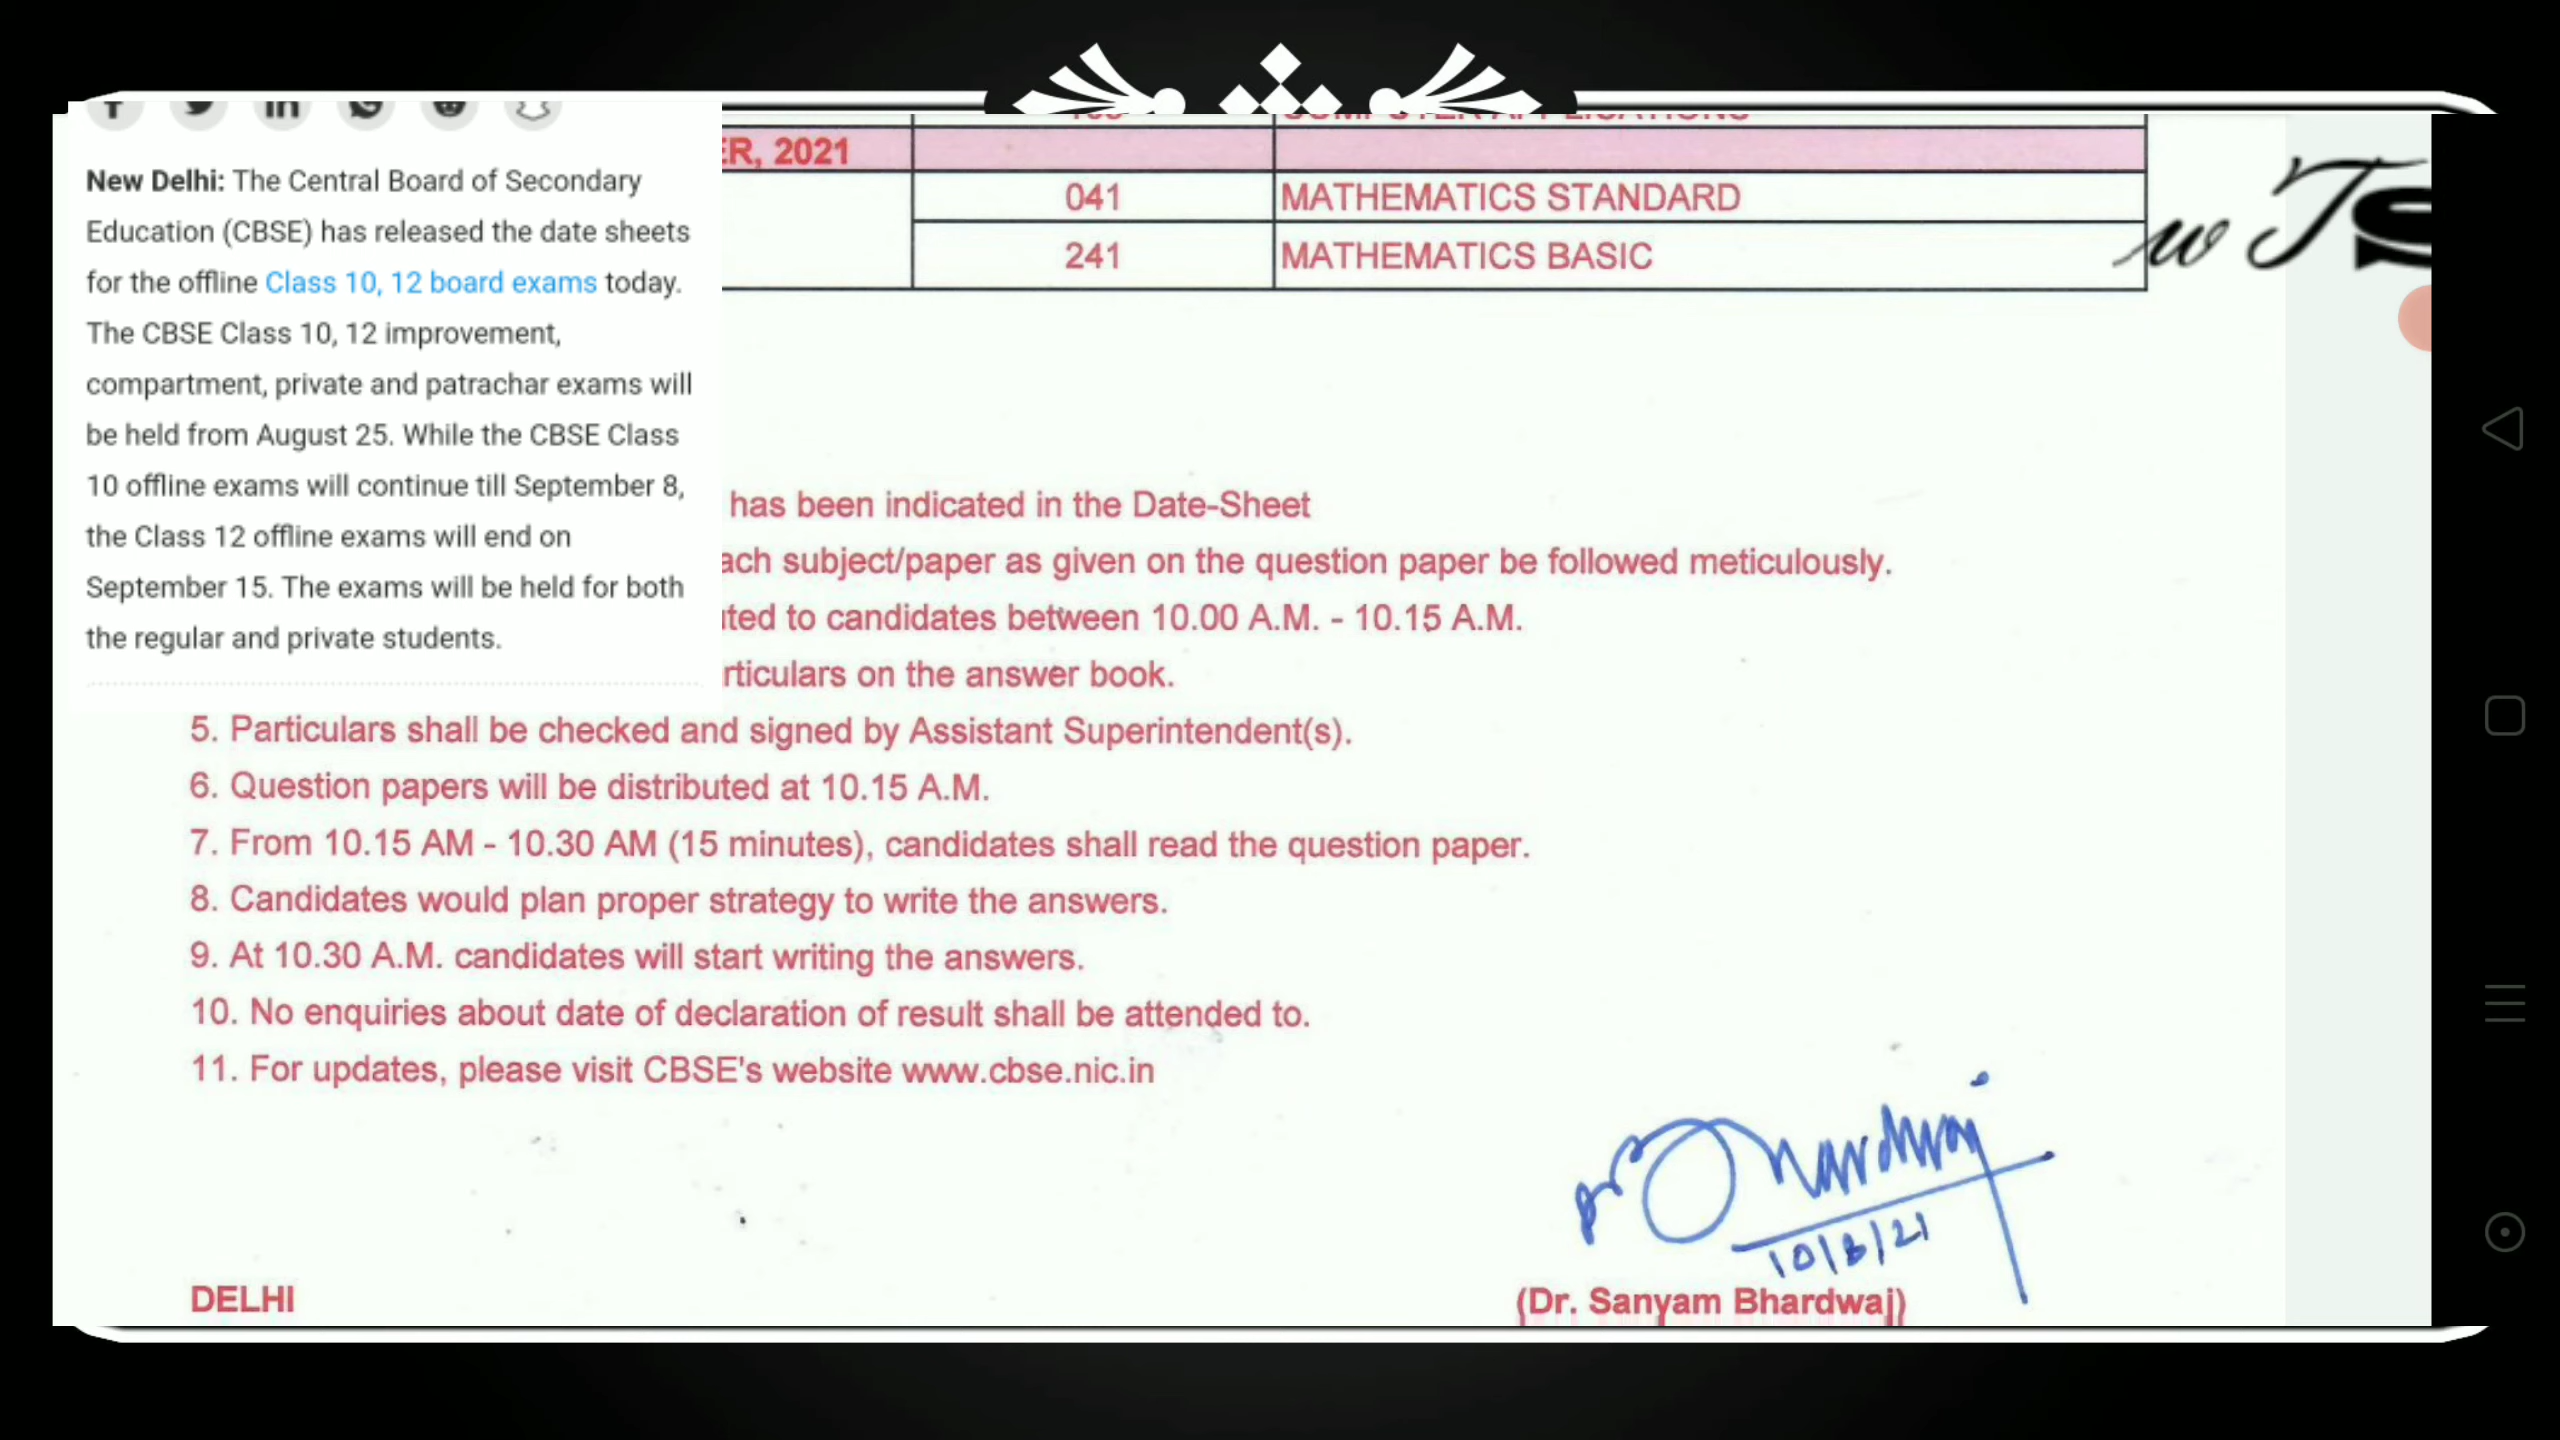 New Delhi: The Central Board of Secondary
Education (CBSE) has released the date sheets
for the offline Class 10, 12 board exams today.
The CBSE Class 10, 12 improvement,
compartment, private and patrachar exams will
be held from August 25. While the CBSE Class
10 offline exams will continue till September 8,
the Class 12 offline exams will end on
September 15. The exams will be held for both
the regular and private students.
COMPUTER APPLICATIONS
ER, 2021
041 MATHEMATICS STANDARD
241 MATHEMATICS BASIC
w TS
has been indicated in the Date-Sheet
ach subject/paper as given on the question paper be followed meticulously.
ted to candidates between 10.00 A.M. - 10.15 A.M.
rticulars on the answer book.
5. Particulars shall be checked and signed by Assistant Superintendent(s).
6. Question papers will be distributed at 10.15 A.M.
7. From 10.15 AM - 10.30 AM (15 minutes), candidates shall read the question paper.
8. Candidates would plan proper strategy to write the answers.
9. At 10.30 A.M. candidates will start writing the answers.
10. No enquiries about date of declaration of result shall be attended to.
11. For updates, please visit CBSE's website www.cbse.nic.in
10/8/21
DELHI (Dr. Sanyam Bhardwaj)